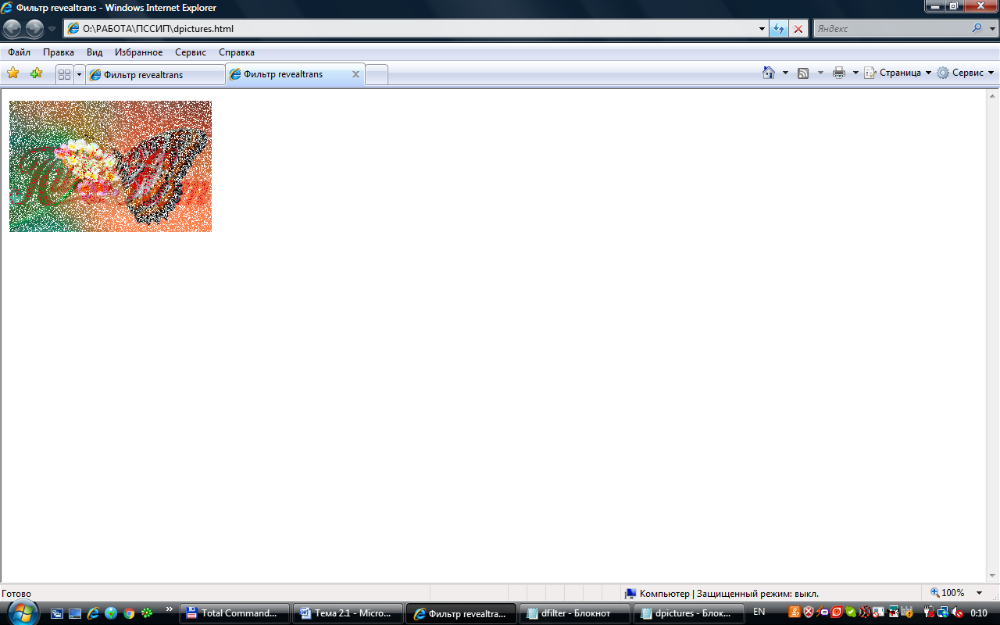 Фильтр revealtrans - Windows Internet Explorer
O:\РАБОТА\ПССИП\dpictures.html
Яндекс
Файл Правка Вид Избранное Сервис Справка
Фильтр revealtrans
Фильтр revealtrans
Страница
Сервис
Готово
Компьютер | Защищенный режим: выкл.
100%
Total Command...
Тема 2.1 - Micro...
Фильтр revealtra...
dfilter - Блокнот
dpictures - Блок...
EN
0:10